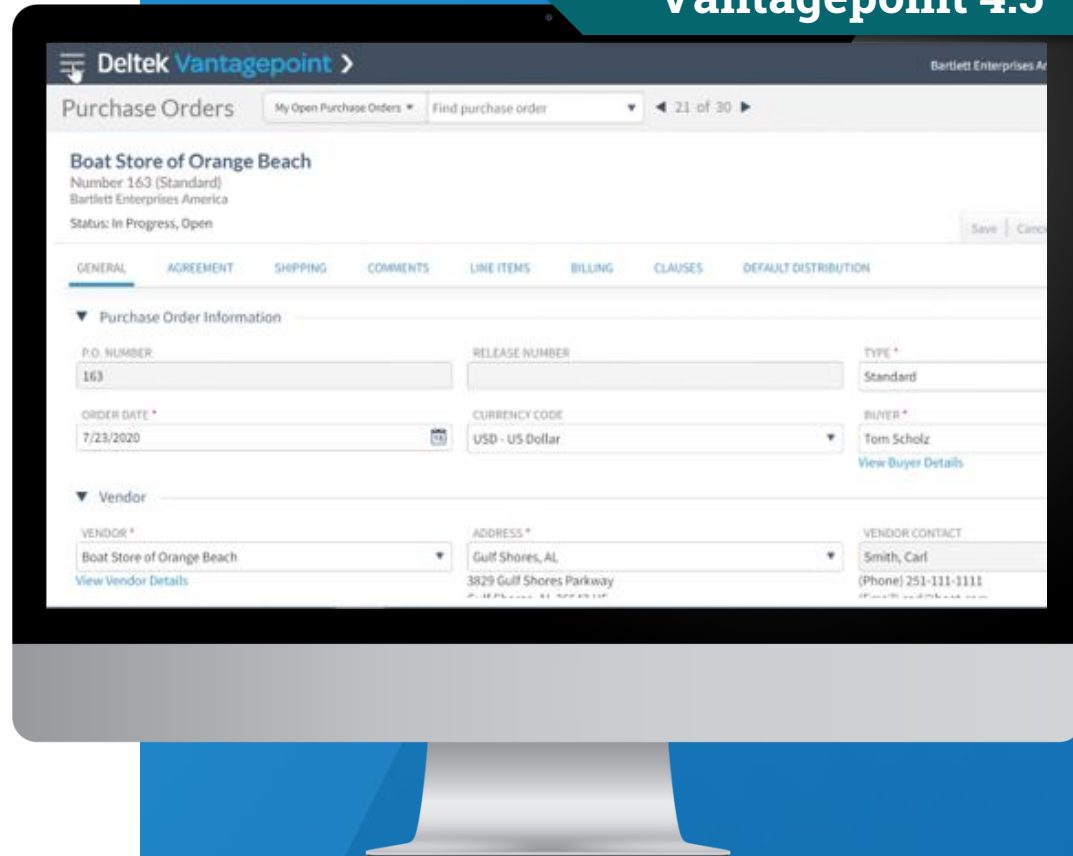 Vantagepoint 4.5
Deltek Vantagepoint
Bartlett Enterprises
Purchase Orders
My Open Purchase Orders
Find purchase order
21 of 30
Boat Store of Orange Beach
Number 163 (Standard)
Bartlett Enterprises America
Status: In Progress, Open
Save
GENERAL AGREEMENT SHIPPING COMMENTS LINE ITEMS BILLING CLAUSES DEFAULT DISTRIBUTION
Purchase Order Information
P.O. NUMBER RELEASE NUMBER TYPE *
163 Standard
ORDER DATE * CURRENCY CODE BUYER *
7/23/2020 USD - US Dollar Tom Scholz
View Buyer Details
Vendor
VENDOR * ADDRESS * VENDOR CONTACT
Boat Store of Orange Beach Gulf Shores, AL Smith, Carl
View Vendor Details 3829 Gulf Shores Parkway (Phone) 251-111-1111